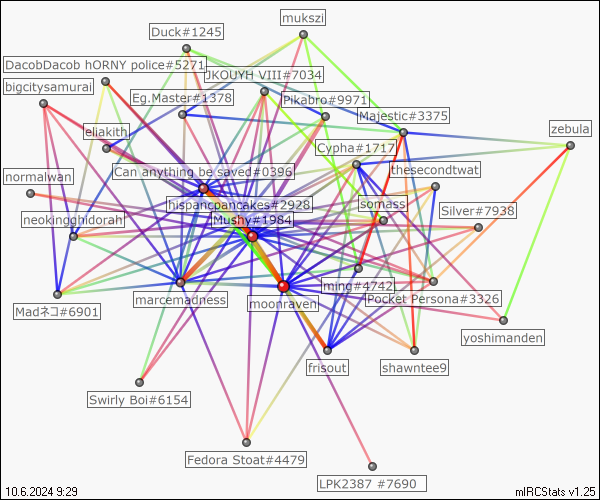 mukszi
Duck#1245
DacobDacob hORNY police#5271
JKOUYH VIII#7034
bigcitysamurai
Eg.Master#1378
Pikabro#9971
Majestic#3375
zebula
eliakith
Cypha#1717
Can anything be saved#0396
thesecondtwat
normalwan
hispancpancakes#2928
somass
Silver#7938
neokingghidorah
Mushy#1984
marcemadness
moonraven
ming#4742
Pocket Persona#3326
Madネコ#6901
yoshimanden
frisout
shawntee9
Swirly Boi#6154
Fedora Stoat#4479
LPK2387 #7690
10.6.2024 9:29
mIRCStats v1.25